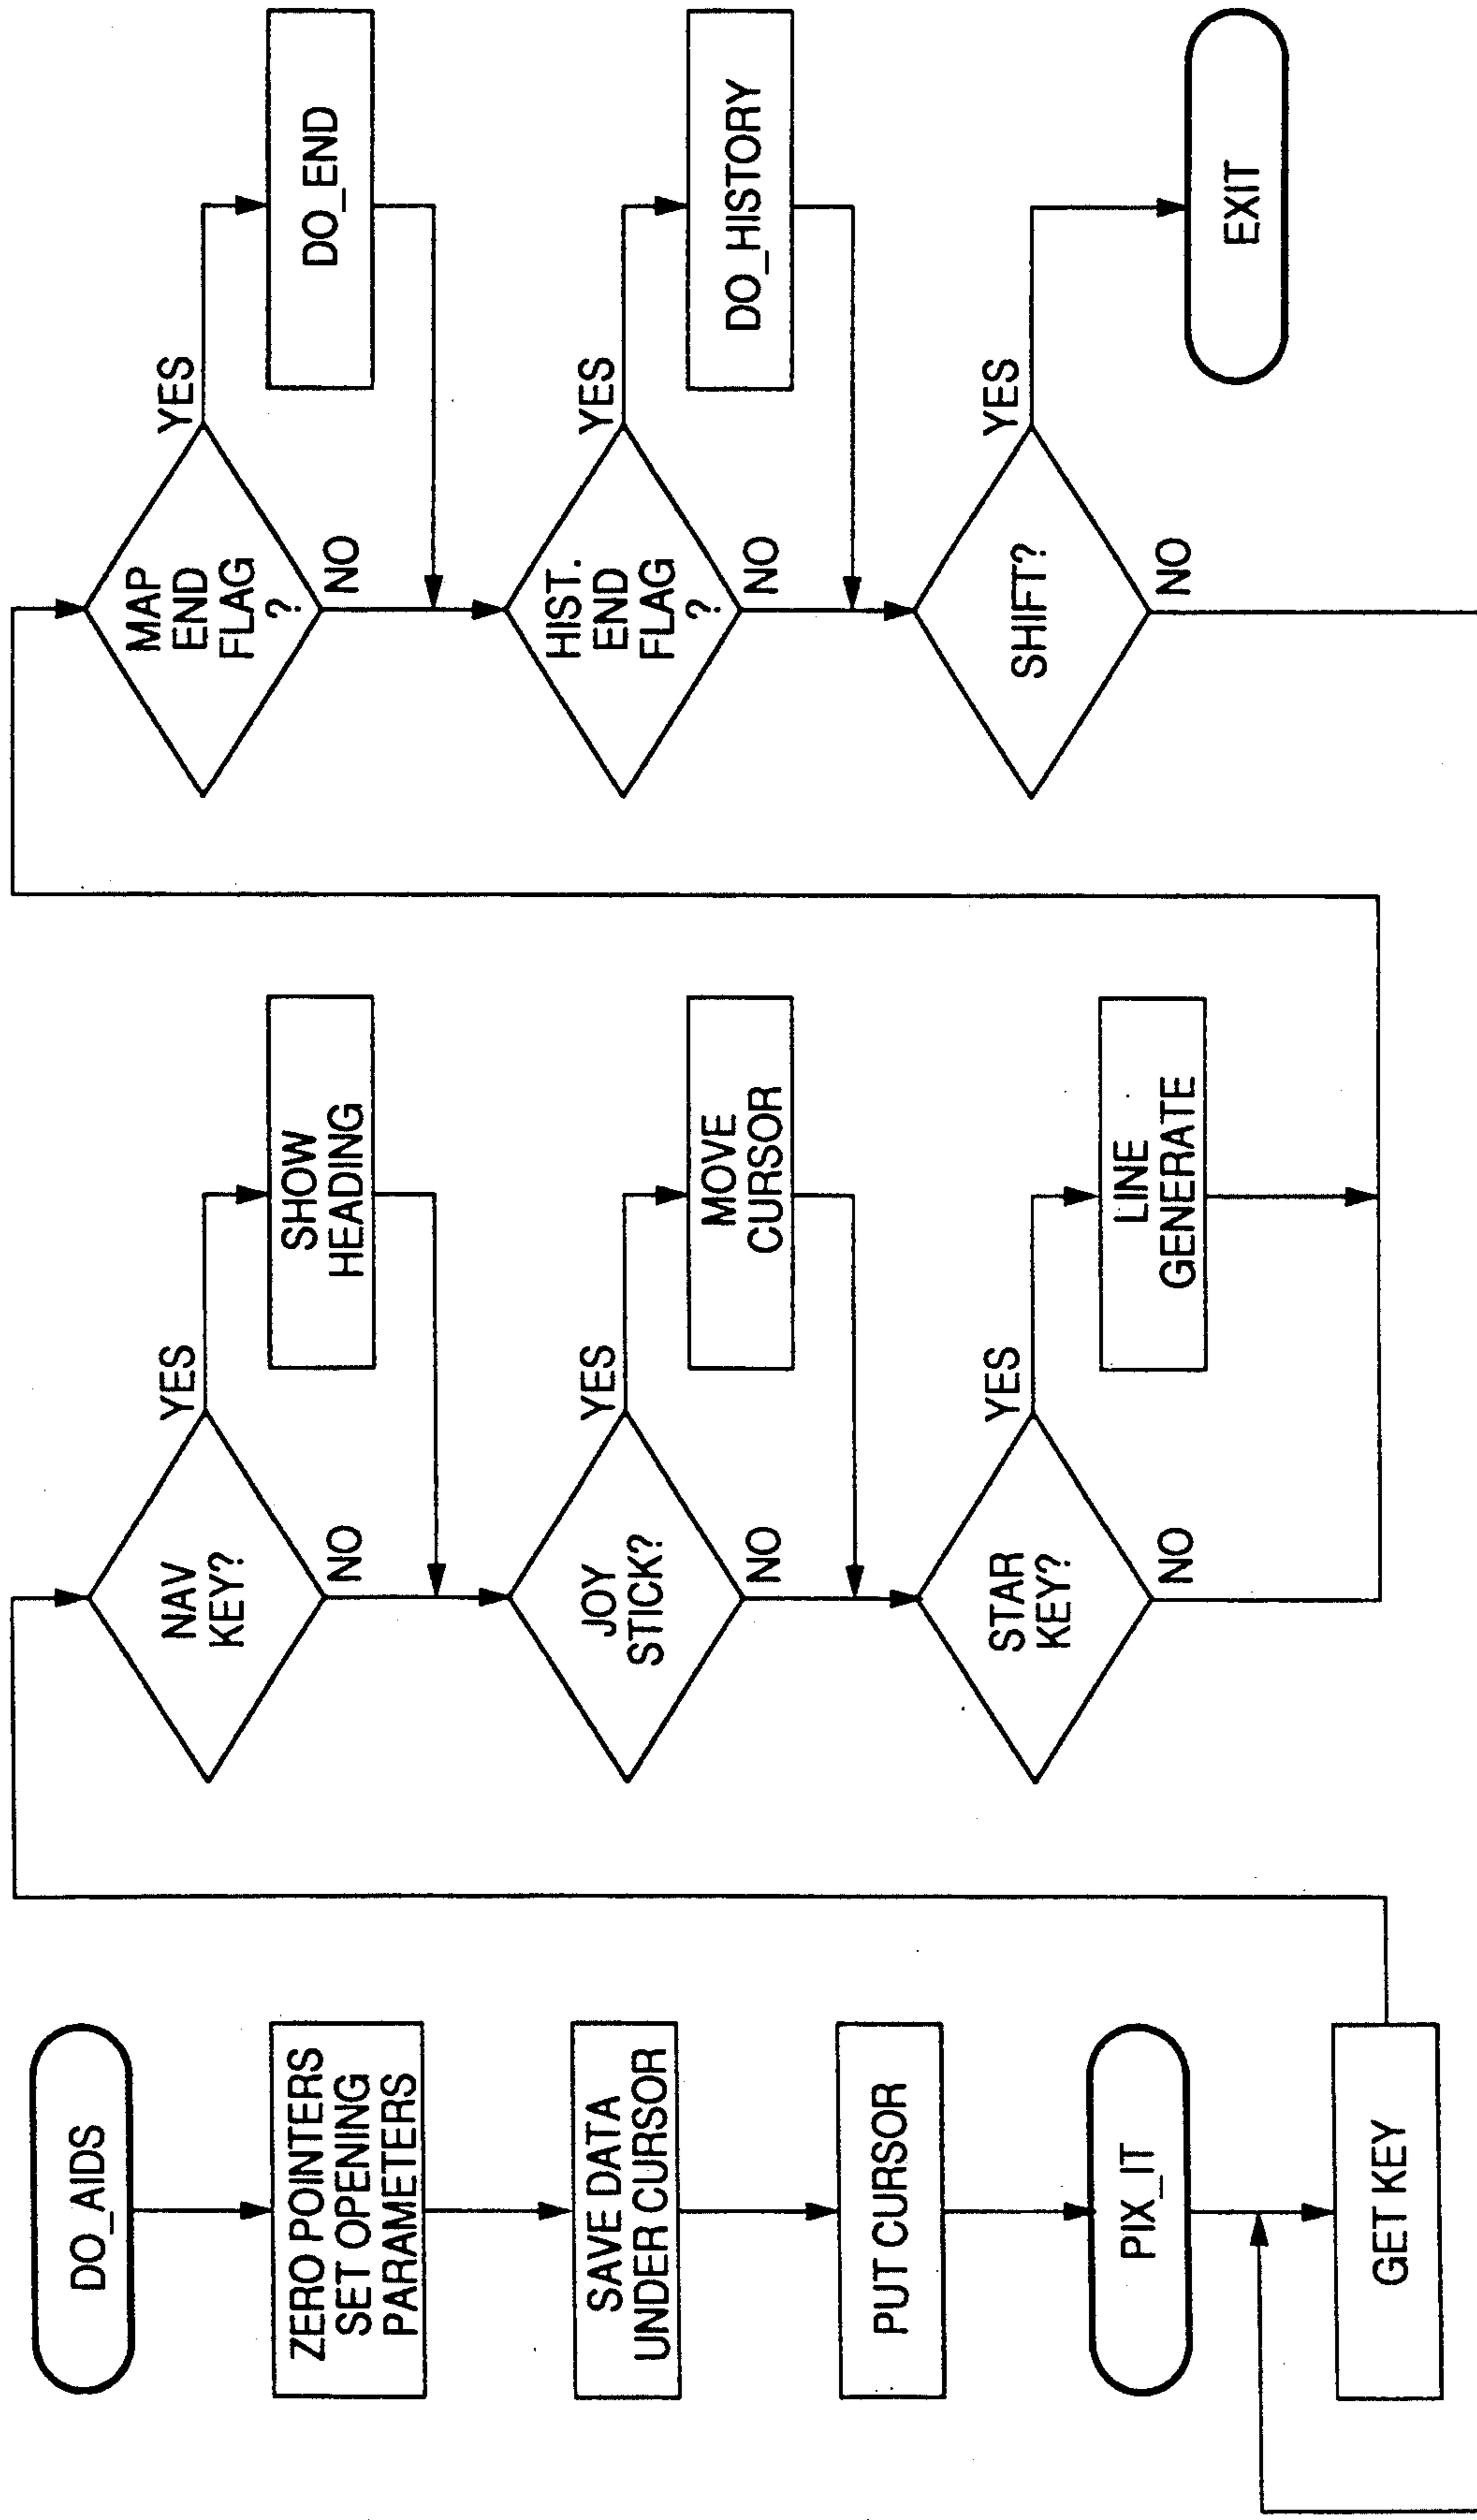 DO_AIDS
ZERO POINTERS
SET OPENING
PARAMETERS
SAVE DATA
UNDER CURSOR
PUT CURSOR
PIX_IT
GET KEY
NAV
KEY?
YES
NO
SHOW
HEADING
JOY
STICK?
YES
NO
MOVE
CURSOR
STAR
KEY?
YES
NO
LINE
GENERATE
MAP
END
FLAG
?
YES
NO
DO_END
HIST.
END
FLAG
?
YES
NO
DO_HISTORY
SHIFT?
YES
NO
EXIT